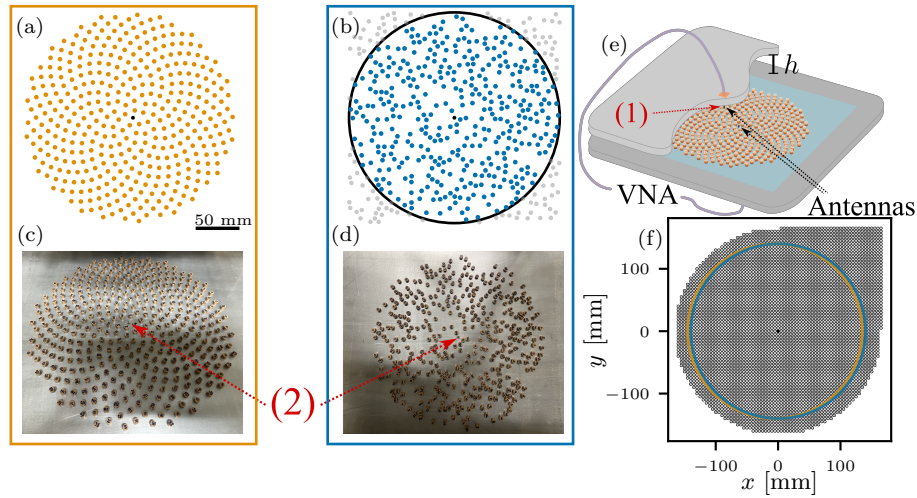 (a)
50 mm
(b)
(c)
(d)
(2)
(e)
h
(1)
VNA
Antennas
(f)
100
0
−100
y [mm]
−100
0
100
x [mm]